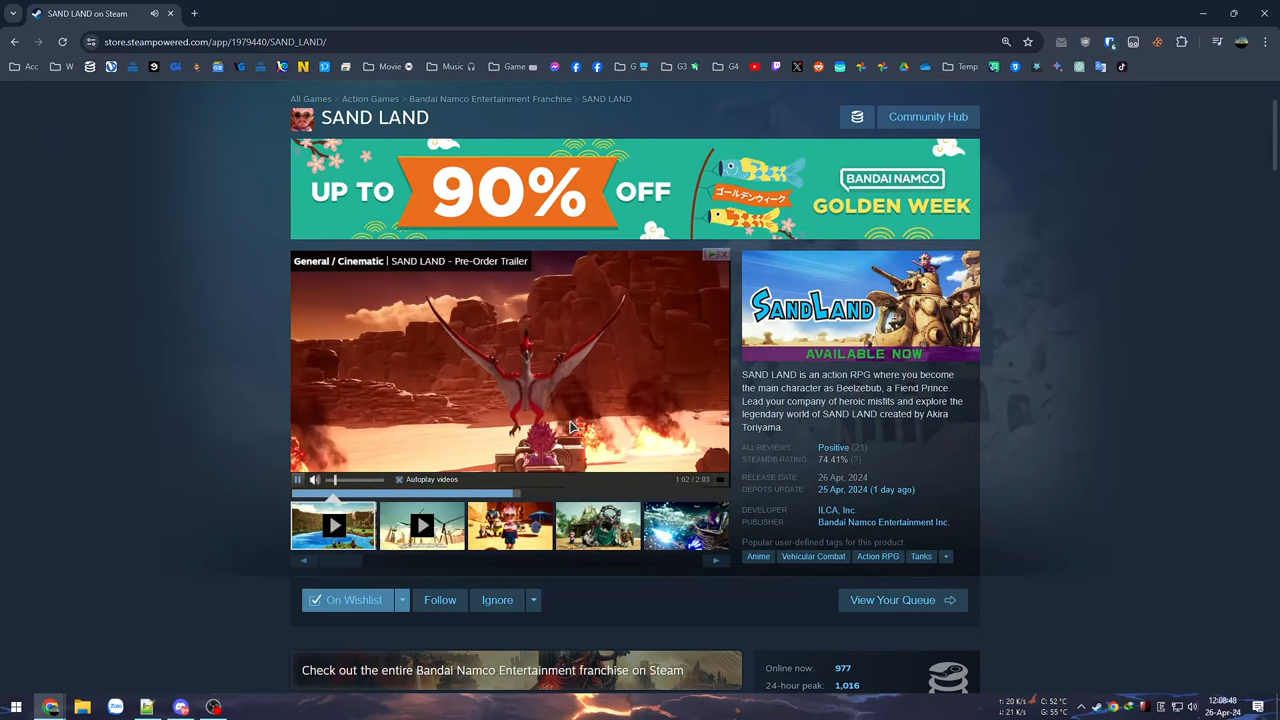 SAND LAND on Steam
store.steampowered.com/app/1979440/SAND_LAND/
Acc
W
Movie
Music
Game
G
G3
G4
Temp
All Games > Action Games > Bandai Namco Entertainment Franchise > SAND LAND
SAND LAND
Community Hub
UP TO 90% OFF
ゴールデンウィーク
BANDAI NAMCO
GOLDEN WEEK
General / Cinematic | SAND LAND - Pre-Order Trailer
SAND LAND
AVAILABLE NOW
SAND LAND is an action RPG where you become
the main character as Beelzebub, a Fiend Prince.
Lead your company of heroic misfits and explore the
legendary world of SAND LAND created by Akira
Toriyama.
ALL REVIEWS: Positive (21)
STEAMDB RATING: 74.41% (?)
RELEASE DATE: 26 Apr, 2024
DEPOTS UPDATE: 25 Apr, 2024 (1 day ago)
DEVELOPER: ILCA, Inc.
PUBLISHER: Bandai Namco Entertainment Inc.
Popular user-defined tags for this product:
Anime Vehicular Combat Action RPG Tanks +
Autoplay videos 1:02 / 2:03
On Wishlist Follow Ignore View Your Queue
Check out the entire Bandai Namco Entertainment franchise on Steam
Online now: 977
24-hour peak: 1,016
Zalo
↑: 20 K/s
↓: 21 K/s
C: 52 °C
G: 55 °C
12:08:48
26-Apr-24